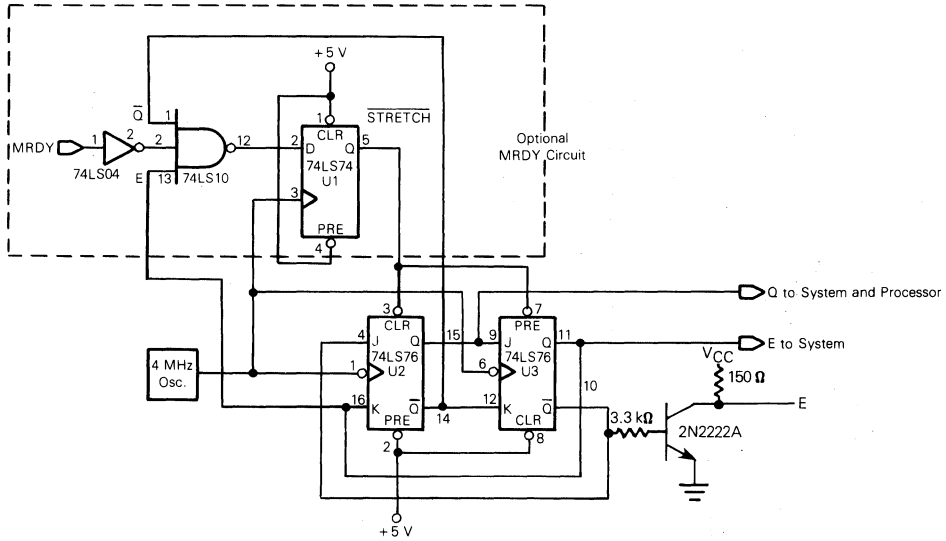 +5 V
Q̅ 1
1 CLR
S̅T̅R̅E̅T̅C̅H̅
MRDY 1 2 2 12 2 D Q 5
Optional
MRDY Circuit
74LS04 E 13 74LS10
74LS74
U1
3
PRE
4
Q to System and Processor
3 CLR
7 PRE
4 J Q 15 9 J Q 11
E to System
4 MHz
Osc.
1 74LS76
U2
6 74LS76
U3
10
VCC
150 Ω
16 K Q̅ 14 12 K Q̅
3.3 kΩ
E
PRE
2
CLR
8
2N2222A
+5 V